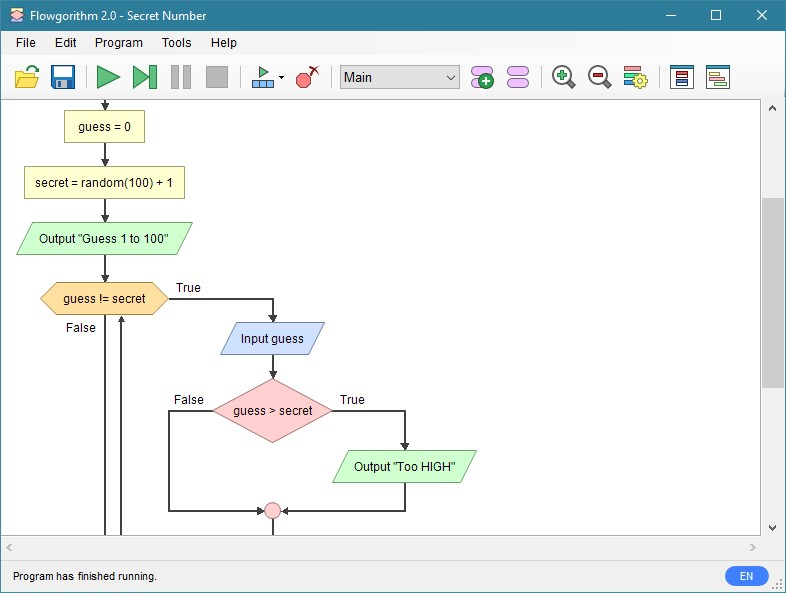 Flowgorithm 2.0 - Secret Number
File Edit Program Tools Help
Main
guess = 0
secret = random(100) + 1
Output "Guess 1 to 100"
guess != secret
True
False
Input guess
guess > secret
False
True
Output "Too HIGH"
Program has finished running.
EN